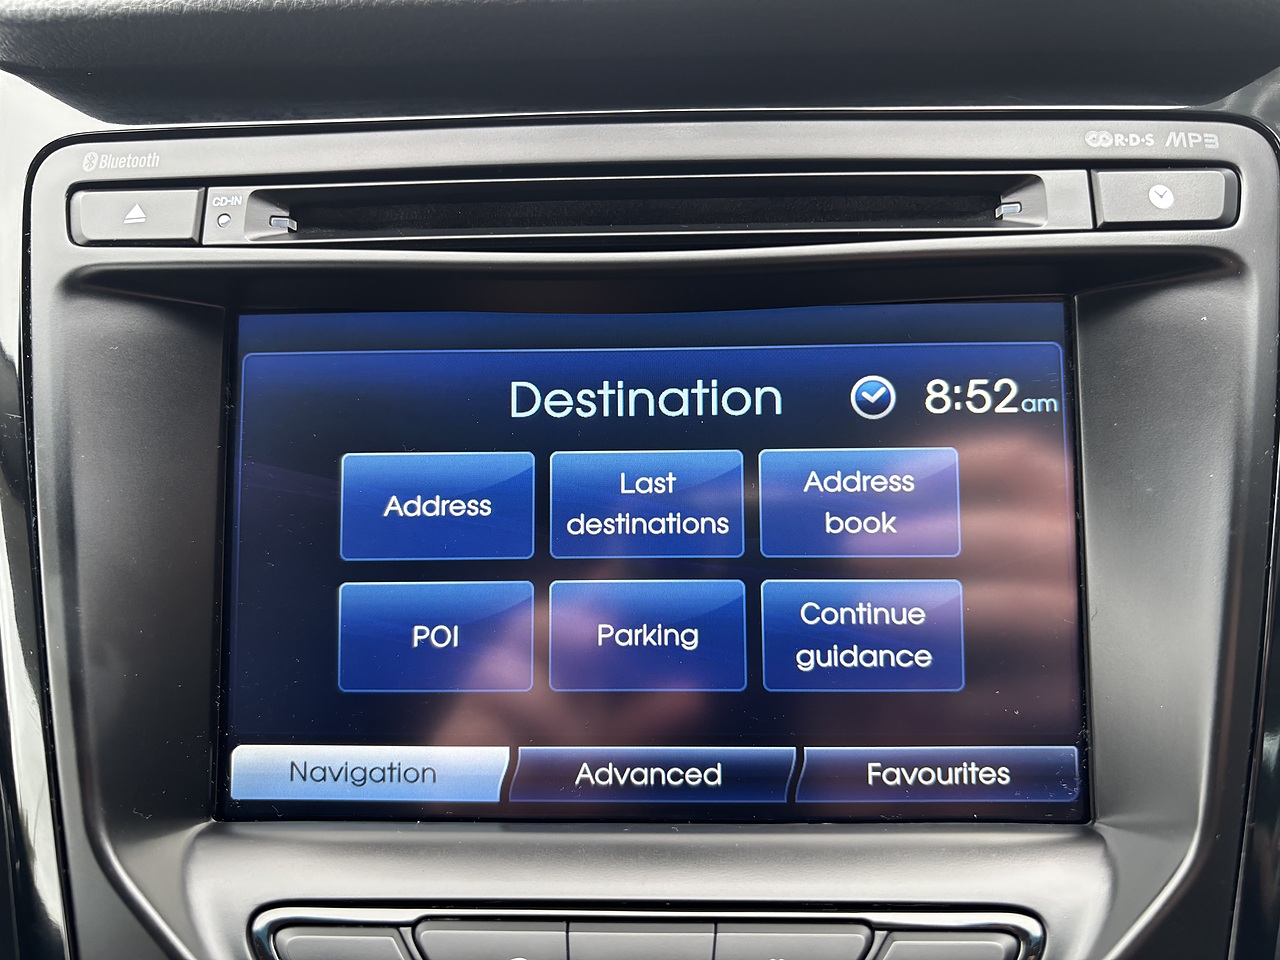 Bluetooth
R·D·S MP3
CD-IN
Destination 8:52am
Address
Last
destinations
Address
book
POI
Parking
Continue
guidance
Navigation
Advanced
Favourites